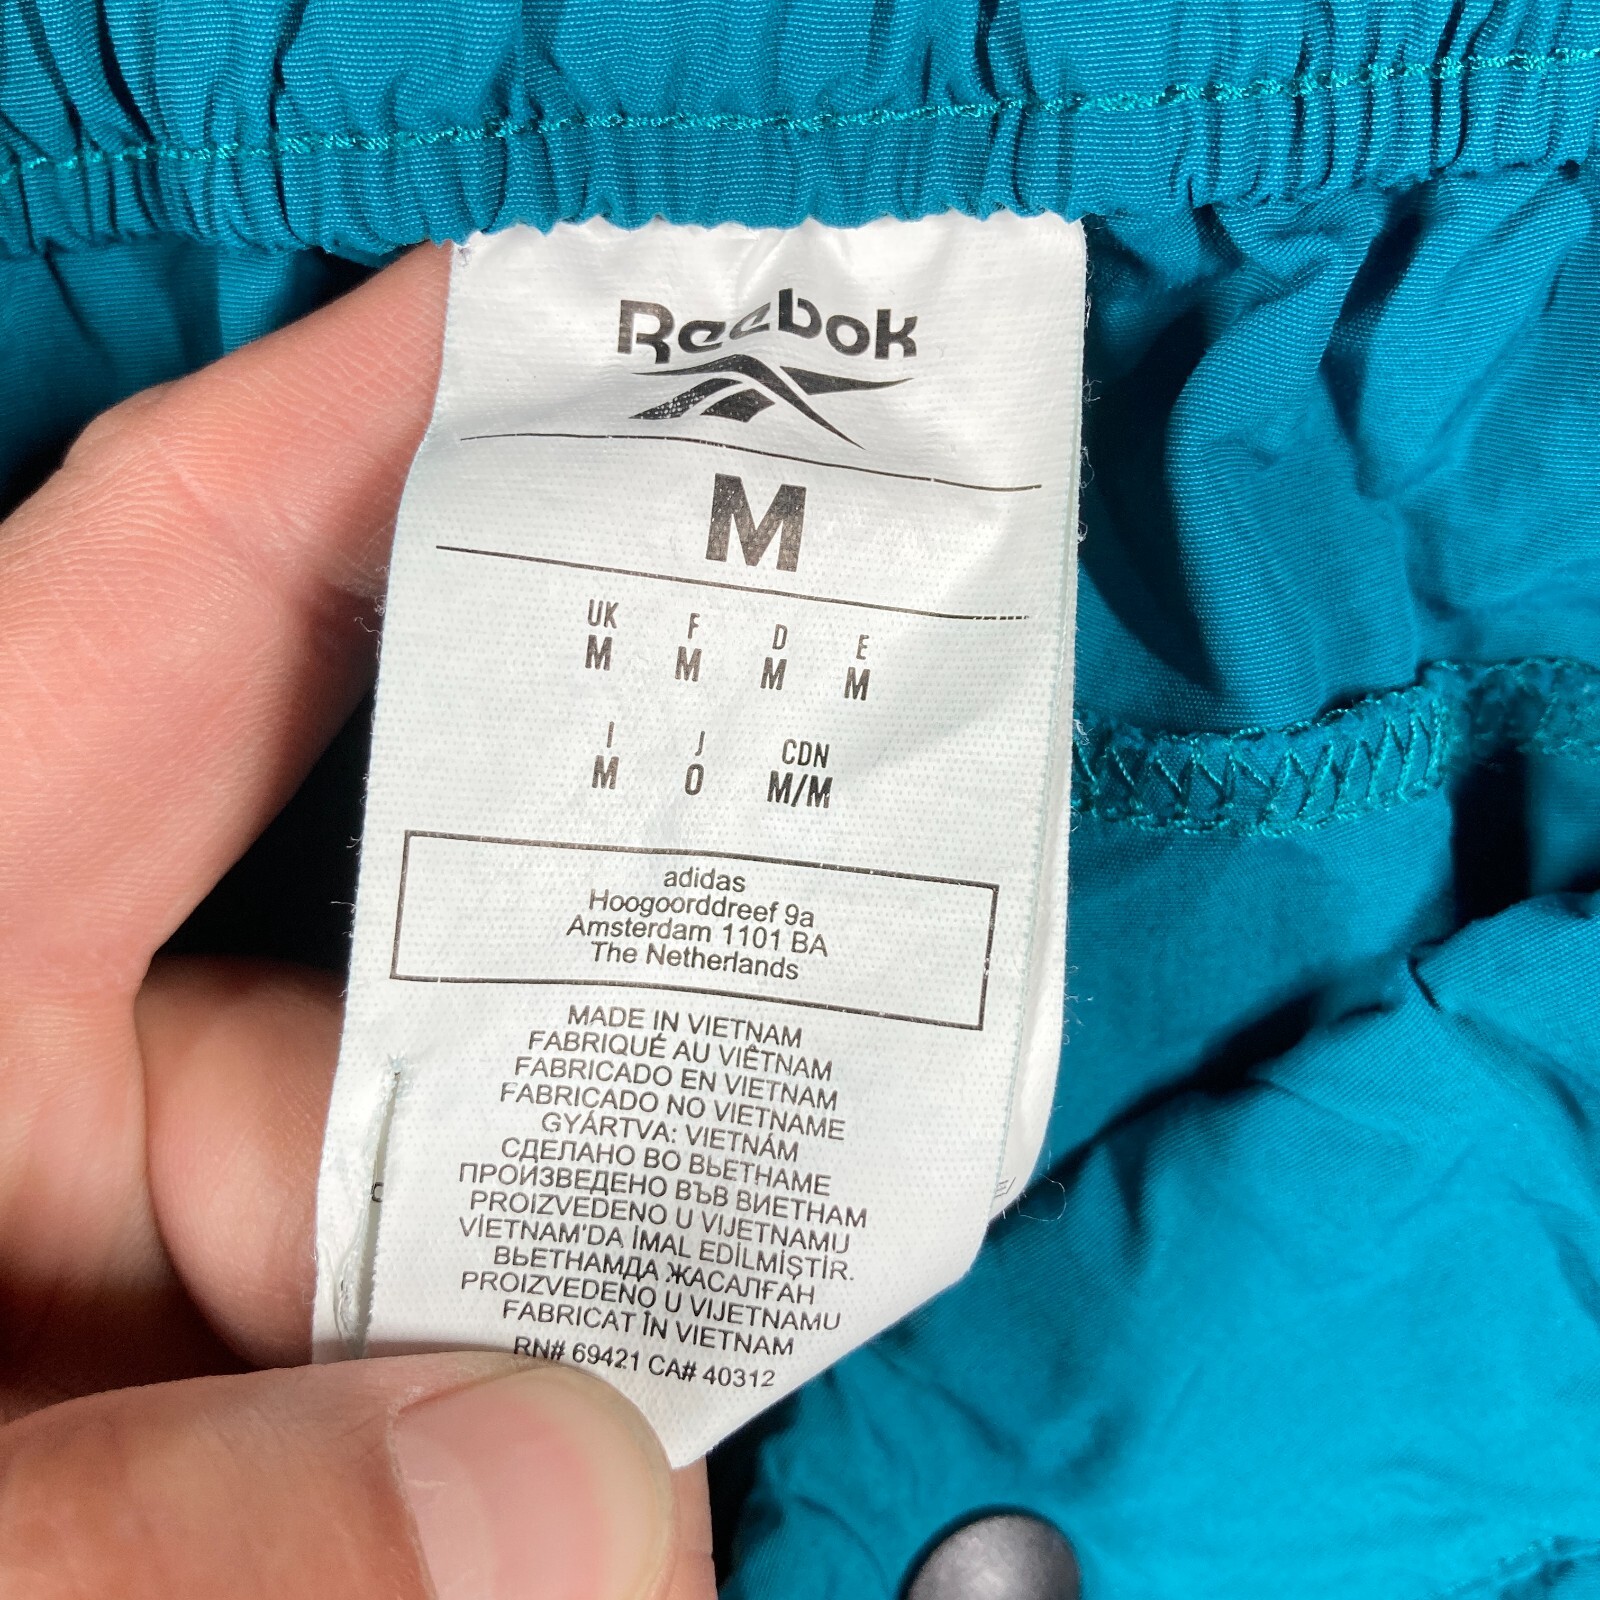 Reebok
M
UK F D E
M M M M
I J CDN
M O M/M
adidas
Hoogoorddreef 9a
Amsterdam 1101 BA
The Netherlands
MADE IN VIETNAM
FABRIQUÉ AU VIÊTNAM
FABRICADO EN VIETNAM
FABRICADO NO VIETNAME
GYÁRTVA: VIETNÁM
СДЕЛАНО ВО ВЬЕТНАМЕ
ПРОИЗВЕДЕНО ВЪВ ВИЕТНАМ
PROIZVEDENO U VIJETNAMU
VİETNAM'DA İMAL EDİLMİŞTİR.
ВЬЕТНАМДА ЖАСАЛҒАН
PROIZVEDENO U VIJETNAMU
FABRICAT ÎN VIETNAM
RN# 69421 CA# 40312